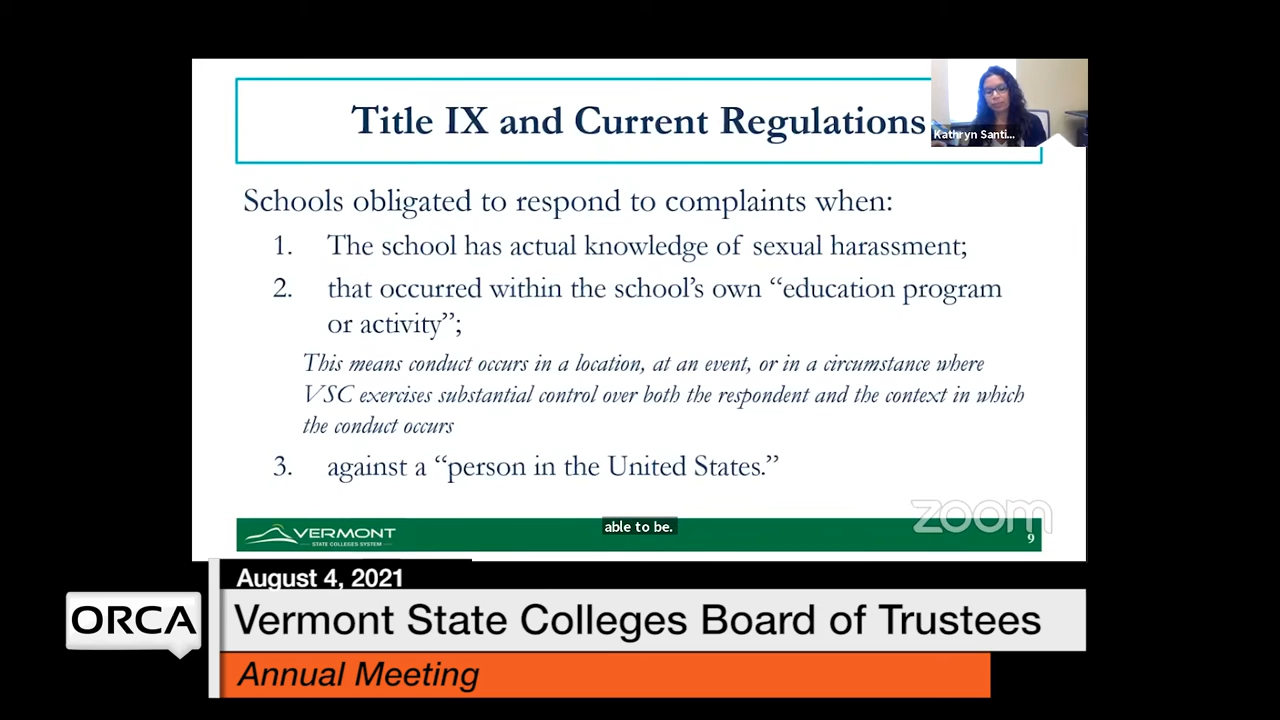 Title IX and Current Regulations
Kathryn Santi...
Schools obligated to respond to complaints when:
1. The school has actual knowledge of sexual harassment;
2. that occurred within the school's own “education program
or activity”;
This means conduct occurs in a location, at an event, or in a circumstance where
VSC exercises substantial control over both the respondent and the context in which
the conduct occurs
3. against a “person in the United States.”
zoom
VERMONT
STATE COLLEGES SYSTEM
able to be.
9
August 4, 2021
ORCA
Vermont State Colleges Board of Trustees
Annual Meeting